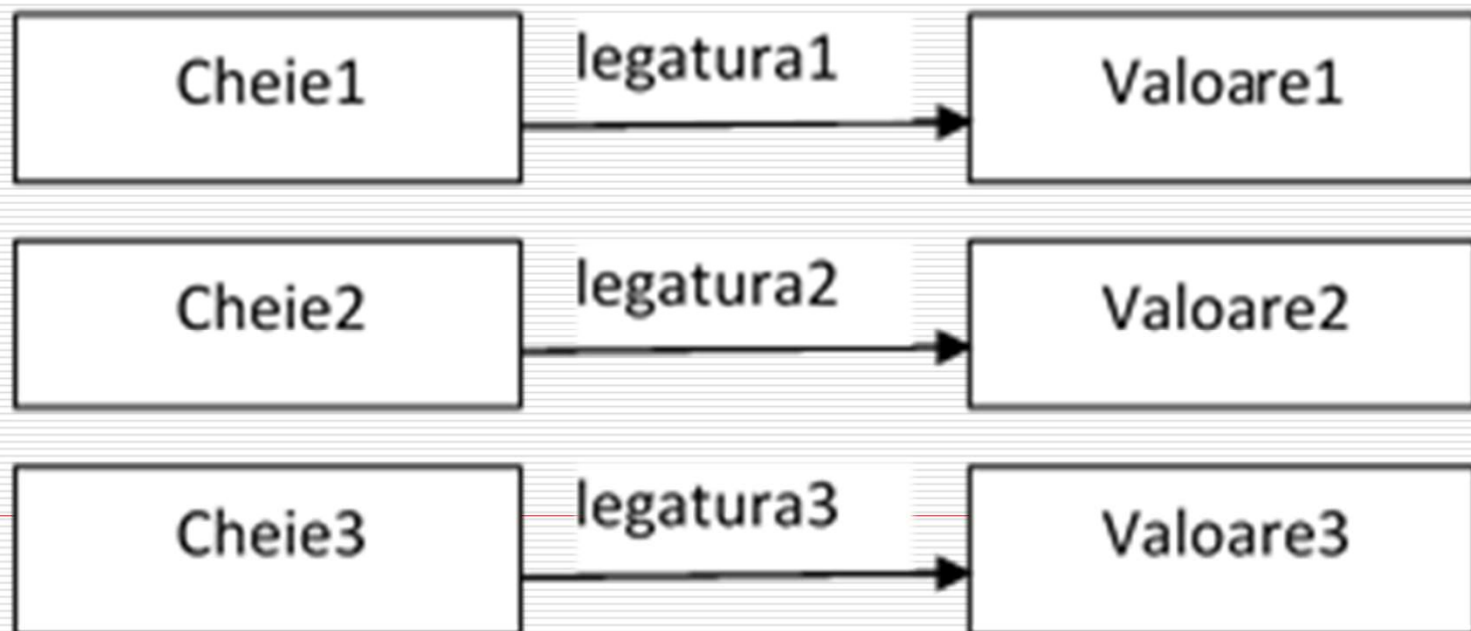 Cheie1
legatura1
Valoare1
Cheie2
legatura2
Valoare2
Cheie3
legatura3
Valoare3